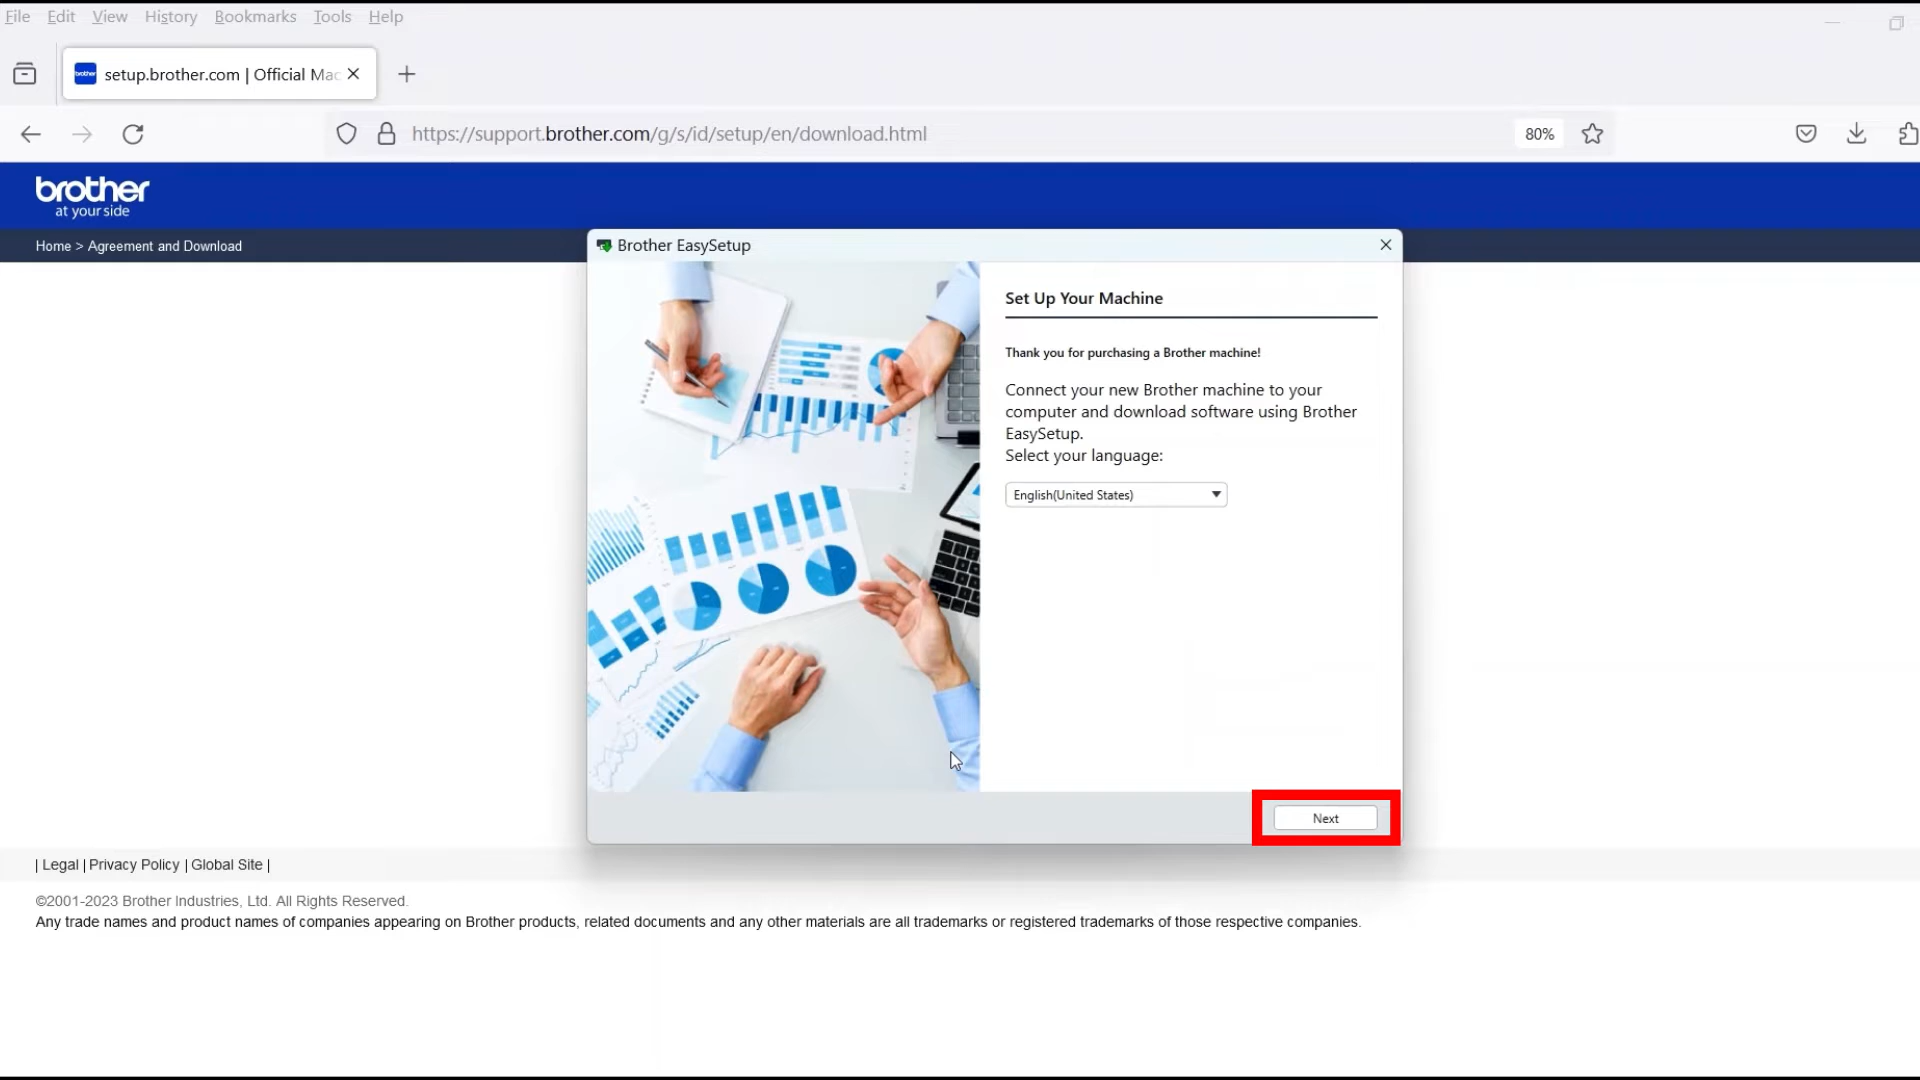 File Edit View History Bookmarks Tools Help
brother setup.brother.com | Official Mac
https://support.brother.com/g/s/id/setup/en/download.html 80%
brother
at your side
Home > Agreement and Download
Brother EasySetup
Set Up Your Machine
Thank you for purchasing a Brother machine!
Connect your new Brother machine to your
computer and download software using Brother
EasySetup.
Select your language:
English(United States)
Next
| Legal | Privacy Policy | Global Site |
©2001-2023 Brother Industries, Ltd. All Rights Reserved.
Any trade names and product names of companies appearing on Brother products, related documents and any other materials are all trademarks or registered trademarks of those respective companies.